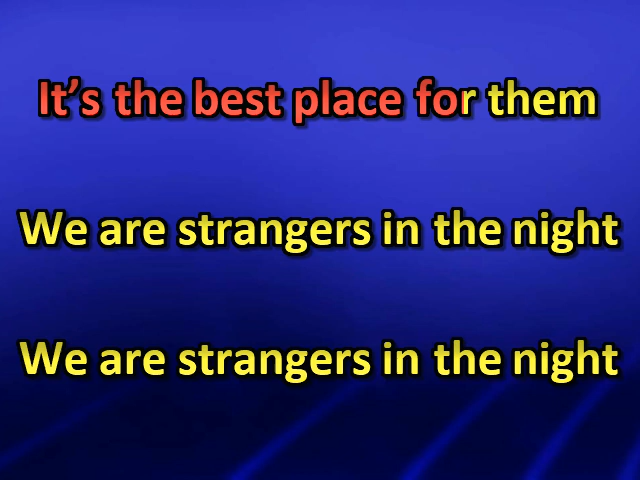 It’s the best place for them
We are strangers in the night
We are strangers in the night